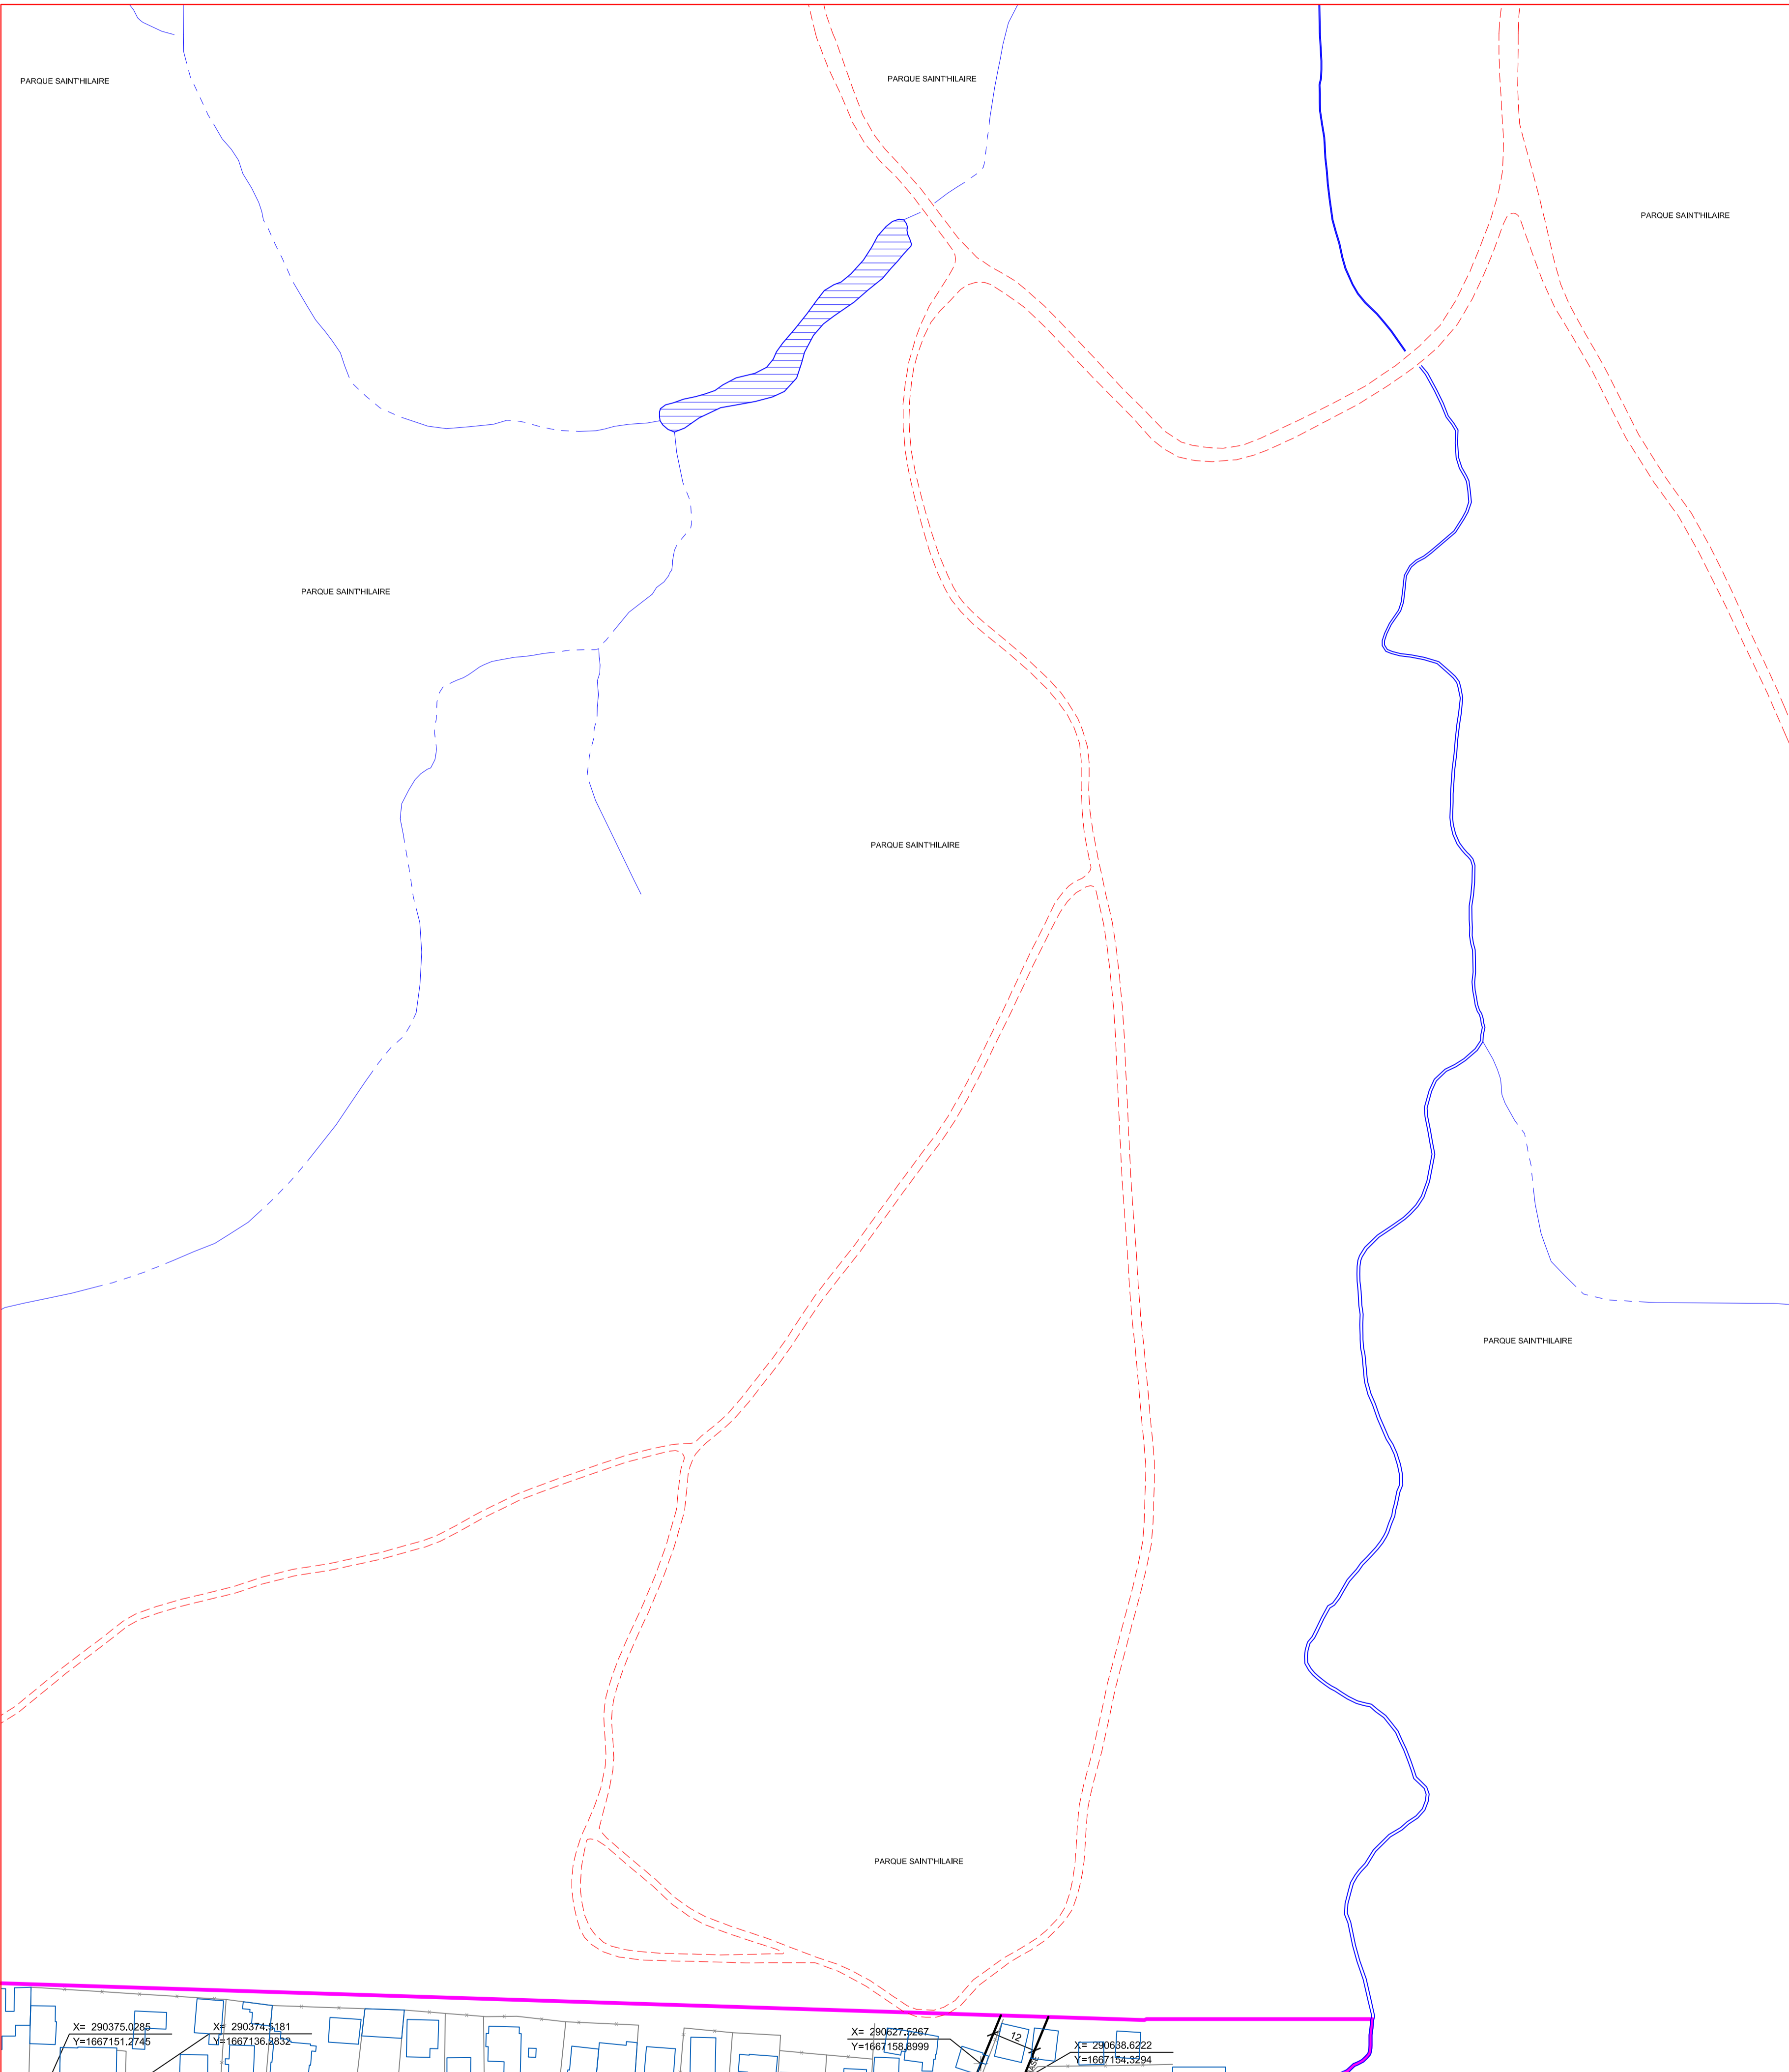 PARQUE SAINT'HILAIRE
PARQUE SAINT'HILAIRE
PARQUE SAINT'HILAIRE
PARQUE SAINT'HILAIRE
PARQUE SAINT'HILAIRE
PARQUE SAINT'HILAIRE
PARQUE SAINT'HILAIRE
X= 290375,0285
Y=1667151,2745
X= 290374,5181
Y=1667136,2832
X= 290627,5267
Y=1667158,8999
12
X= 290638,6222
Y=1667154,3294